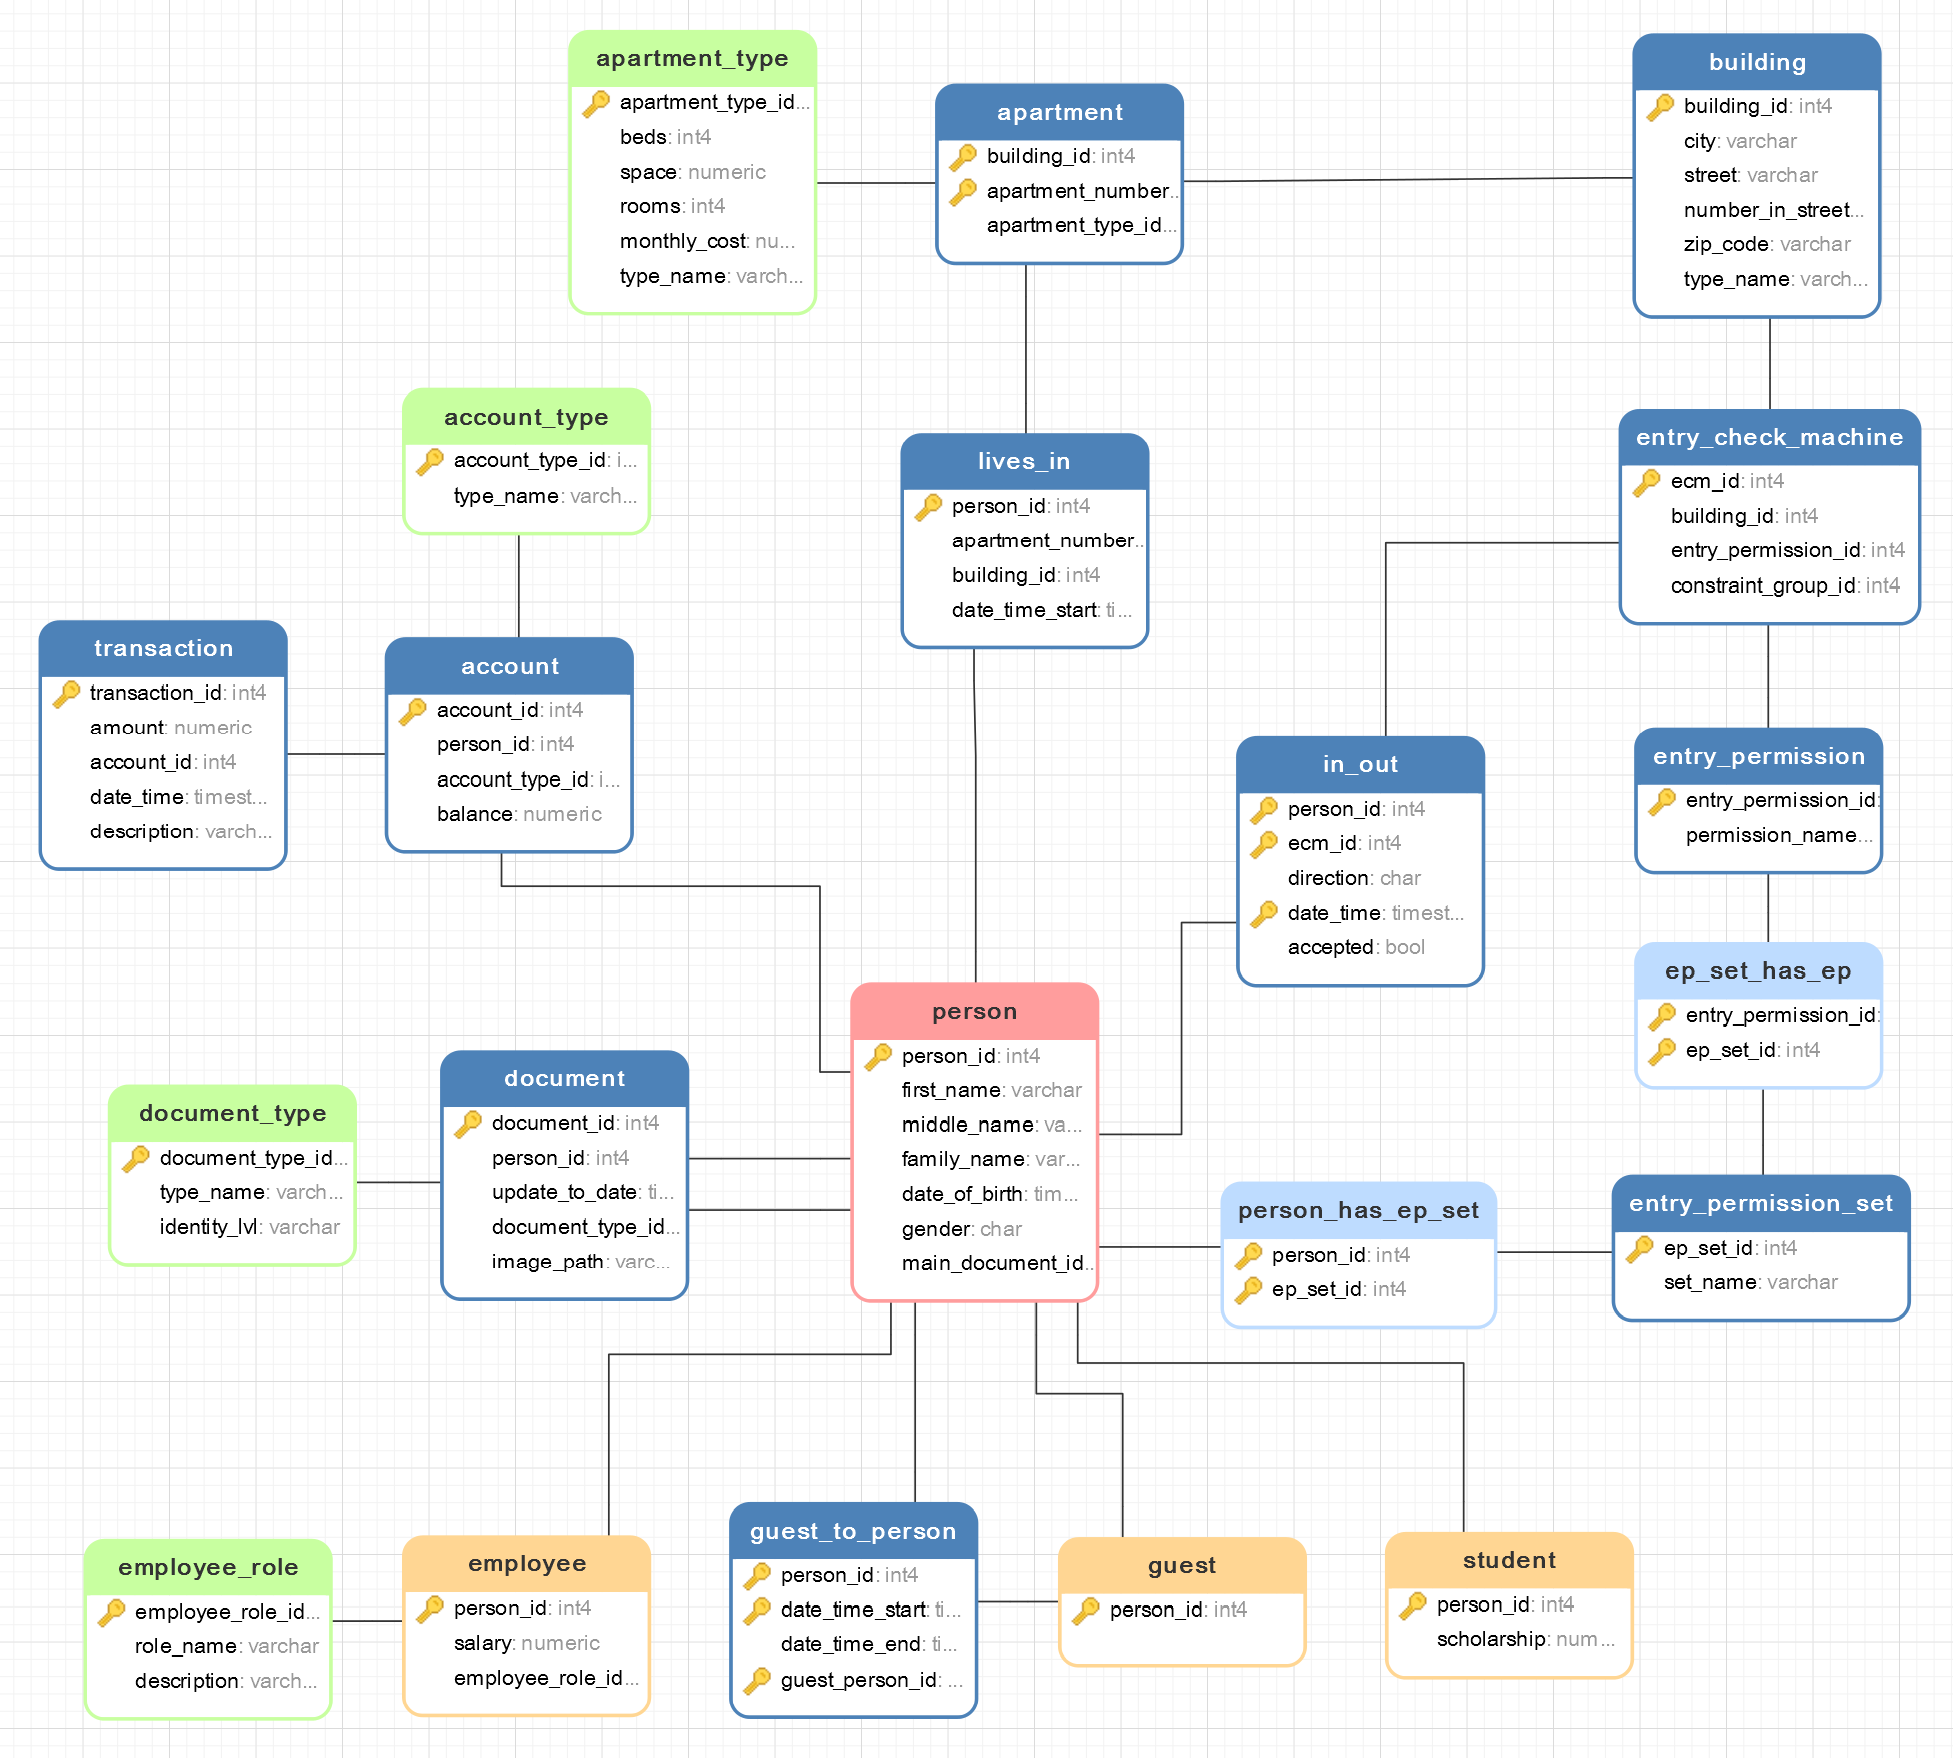 apartment_type
apartment_type_id...
beds: int4
space: numeric
rooms: int4
monthly_cost: nu...
type_name: varch...
apartment
building_id: int4
apartment_number...
apartment_type_id...
building
building_id: int4
city: varchar
street: varchar
number_in_street...
zip_code: varchar
type_name: varch...
account_type
account_type_id: i...
type_name: varch...
lives_in
person_id: int4
apartment_number...
building_id: int4
date_time_start: ti...
entry_check_machine
ecm_id: int4
building_id: int4
entry_permission_id: int4
constraint_group_id: int4
transaction
transaction_id: int4
amount: numeric
account_id: int4
date_time: timest...
description: varch...
account
account_id: int4
person_id: int4
account_type_id: i...
balance: numeric
in_out
person_id: int4
ecm_id: int4
direction: char
date_time: timest...
accepted: bool
entry_permission
entry_permission_id:
permission_name...
ep_set_has_ep
entry_permission_id:
ep_set_id: int4
person
person_id: int4
first_name: varchar
middle_name: va...
family_name: var...
date_of_birth: tim...
gender: char
main_document_id...
document
document_id: int4
person_id: int4
update_to_date: ti...
document_type_id...
image_path: varc...
document_type
document_type_id...
type_name: varch...
identity_lvl: varchar
person_has_ep_set
person_id: int4
ep_set_id: int4
entry_permission_set
ep_set_id: int4
set_name: varchar
employee_role
employee_role_id...
role_name: varchar
description: varch...
employee
person_id: int4
salary: numeric
employee_role_id...
guest_to_person
person_id: int4
date_time_start: ti...
date_time_end: ti...
guest_person_id: ...
guest
person_id: int4
student
person_id: int4
scholarship: num...